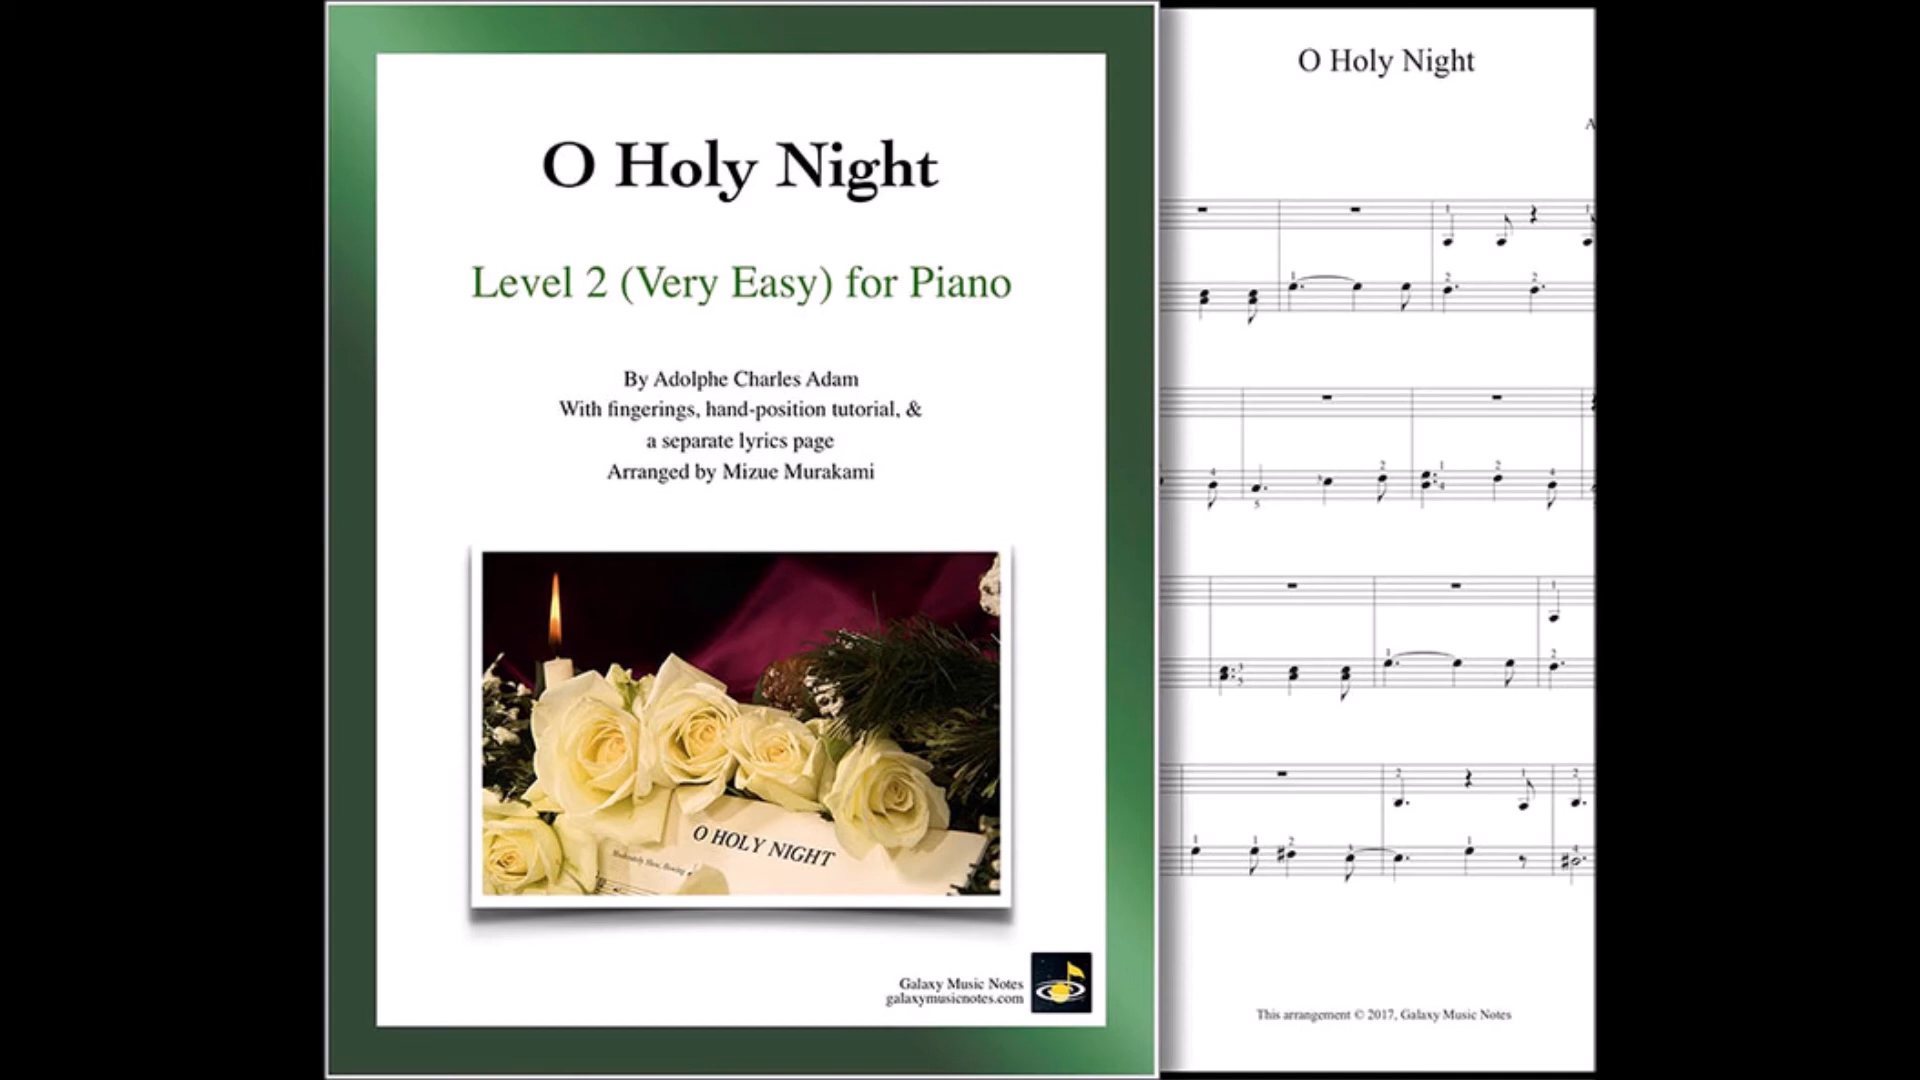 O Holy Night
Level 2 (Very Easy) for Piano
By Adolphe Charles Adam
With fingerings, hand-position tutorial, &
a separate lyrics page
Arranged by Mizue Murakami
O HOLY NIGHT
Galaxy Music Notes
galaxymusicnotes.com
O Holy Night
This arrangement © 2017, Galaxy Music Notes